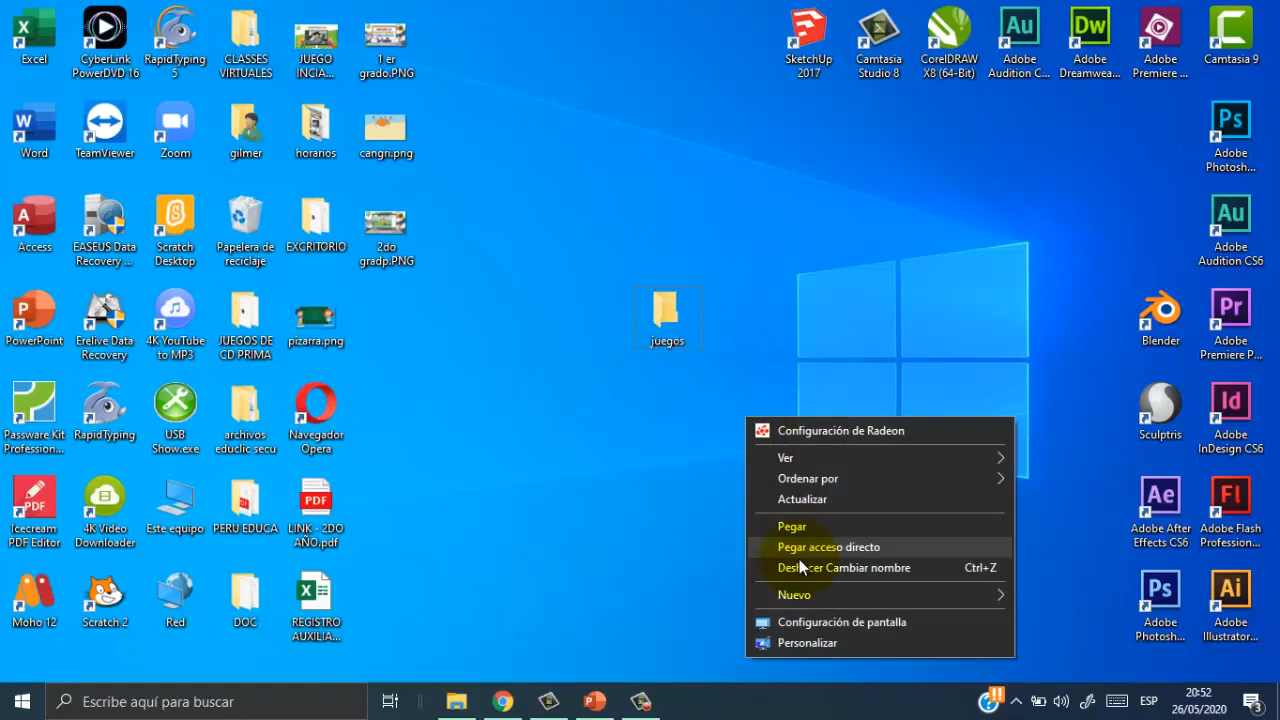 Excel
CyberLink
PowerDVD 16
RapidTyping
5
CLASSES
VIRTUALES
JUEGO
INCIA...
1 er
grado.PNG
SketchUp
2017
Camtasia
Studio 8
CorelDRAW
X8 (64-Bit)
Adobe
Audition C...
Adobe
Dreamwea...
Adobe
Premiere ...
Camtasia 9
Word
TeamViewer
Zoom
gilmer
horarios
cangri.png
Adobe
Photosh...
Access
EASEUS Data
Recovery ...
Scratch
Desktop
Papelera de
reciclaje
EXCRITORIO
2do
gradp.PNG
Adobe
Audition CS6
PowerPoint
Erelive Data
Recovery
4K YouTube
to MP3
JUEGOS DE
CD PRIMA
pizarra.png
juegos
Blender
Adobe
Premiere P...
Passware Kit
Profession...
RapidTyping
USB
Show.exe
archivos
educlic secu
Navegador
Opera
Sculptris
Adobe
InDesign CS6
Icecream
PDF Editor
4K Video
Downloader
Este equipo
PERU EDUCA
LINK - 2DO
AÑO.pdf
Adobe After
Effects CS6
Adobe Flash
Profession...
Moho 12
Scratch 2
Red
DOC
REGISTRO
AUXILIA...
Adobe
Photosh...
Adobe
Illustrator...
Configuración de Radeon
Ver
Ordenar por
Actualizar
Pegar
Pegar acceso directo
Deshacer Cambiar nombre Ctrl+Z
Nuevo
Configuración de pantalla
Personalizar
Escribe aquí para buscar
ESP
20:52
26/05/2020
3